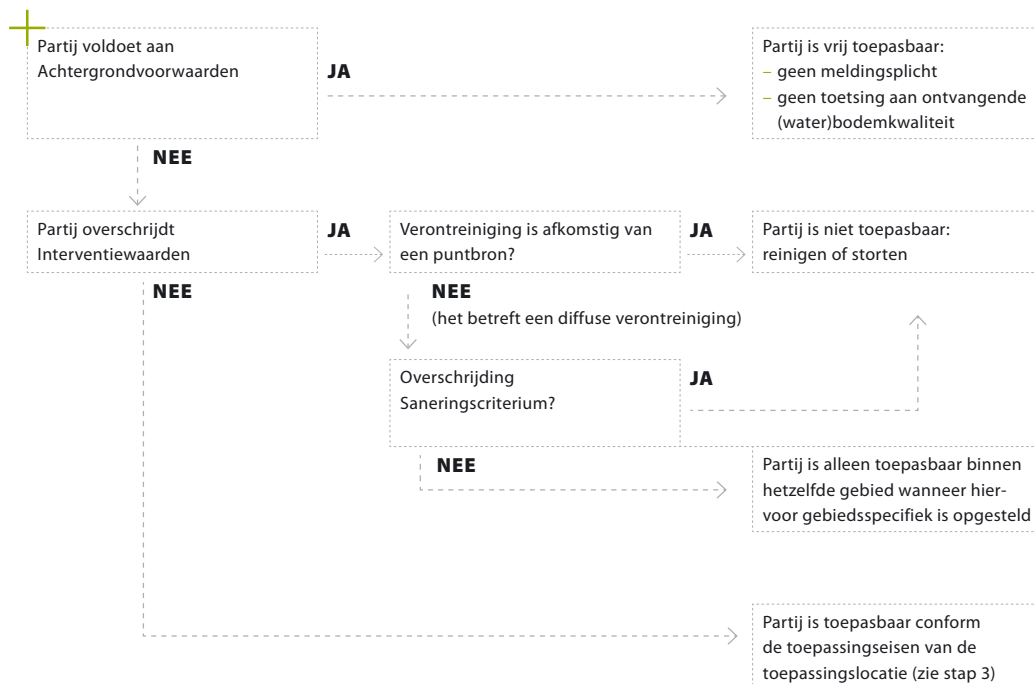 Partij voldoet aan
Achtergrondvoorwaarden
JA
Partij is vrij toepasbaar:
– geen meldingsplicht
– geen toetsing aan ontvangende
(water)bodemkwaliteit
NEE
Partij overschrijdt
Interventiewaarden
JA
Verontreiniging is afkomstig van
een puntbron?
JA
Partij is niet toepasbaar:
reinigen of storten
NEE
NEE
(het betreft een diffuse verontreiniging)
Overschrijding
Saneringscriterium?
JA
NEE
Partij is alleen toepasbaar binnen
hetzelfde gebied wanneer hier-
voor gebiedsspecifiek is opgesteld
Partij is toepasbaar conform
de toepassingseisen van de
toepassingslocatie (zie stap 3)